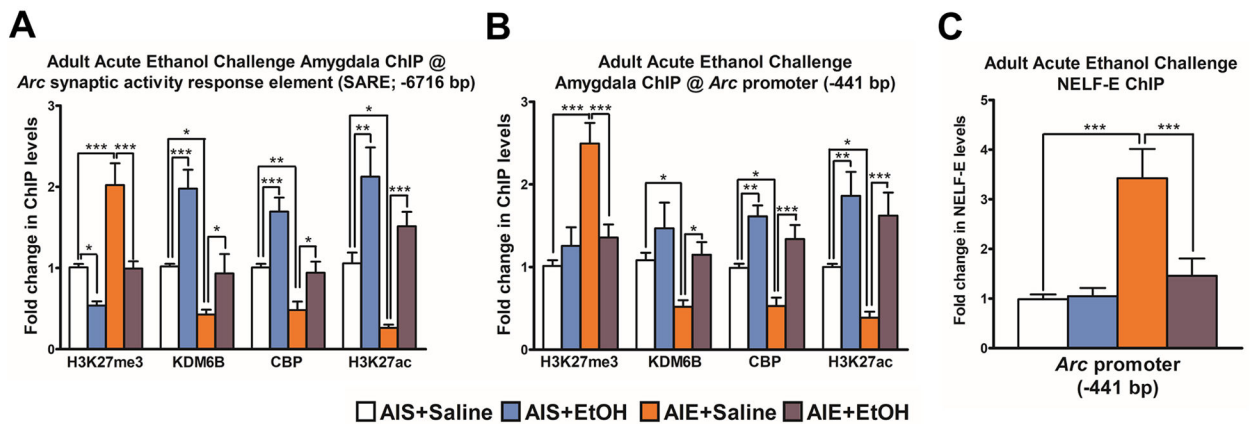 A
Adult Acute Ethanol Challenge Amygdala ChIP @
Arc synaptic activity response element (SARE; -6716 bp)
Fold change in ChIP levels
3
2
1
0
*** *** * * *** * ** *** * * ** ***
* 
H3K27me3 KDM6B CBP H3K27ac
B
Adult Acute Ethanol Challenge
Amygdala ChIP @ Arc promoter (-441 bp)
Fold change in ChIP levels
3
2
1
0
*** *** * * * ** *** * ** ***
H3K27me3 KDM6B CBP H3K27ac
C
Adult Acute Ethanol Challenge
NELF-E ChIP
Fold change in NELF-E levels
5
4
3
2
1
0
*** ***
Arc promoter
(-441 bp)
AIS+Saline AIS+EtOH AIE+Saline AIE+EtOH